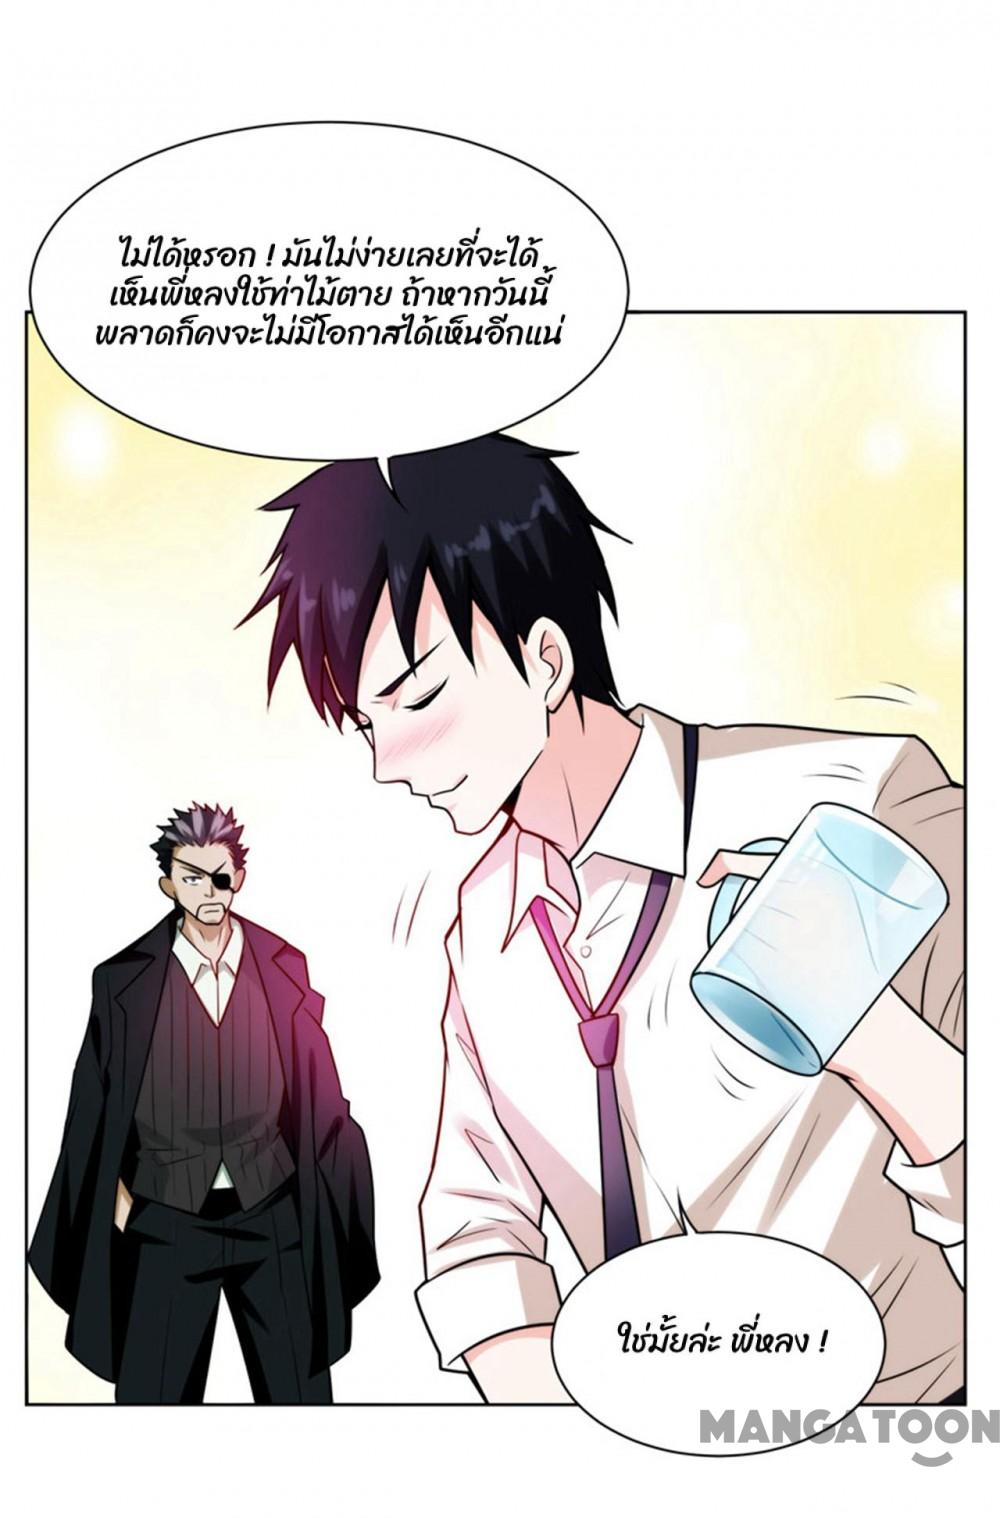 ไม่ได้หรอก ! มันไม่ง่ายเลยที่จะได้
เห็นพี่หลงใช้ท่าไม้ตาย ถ้าหากวันนี้
พลาดก็คงจะไม่มีโอกาสได้เห็นอีกแน่
ใช่มั้ยล่ะ พี่หลง !
MANGATOON